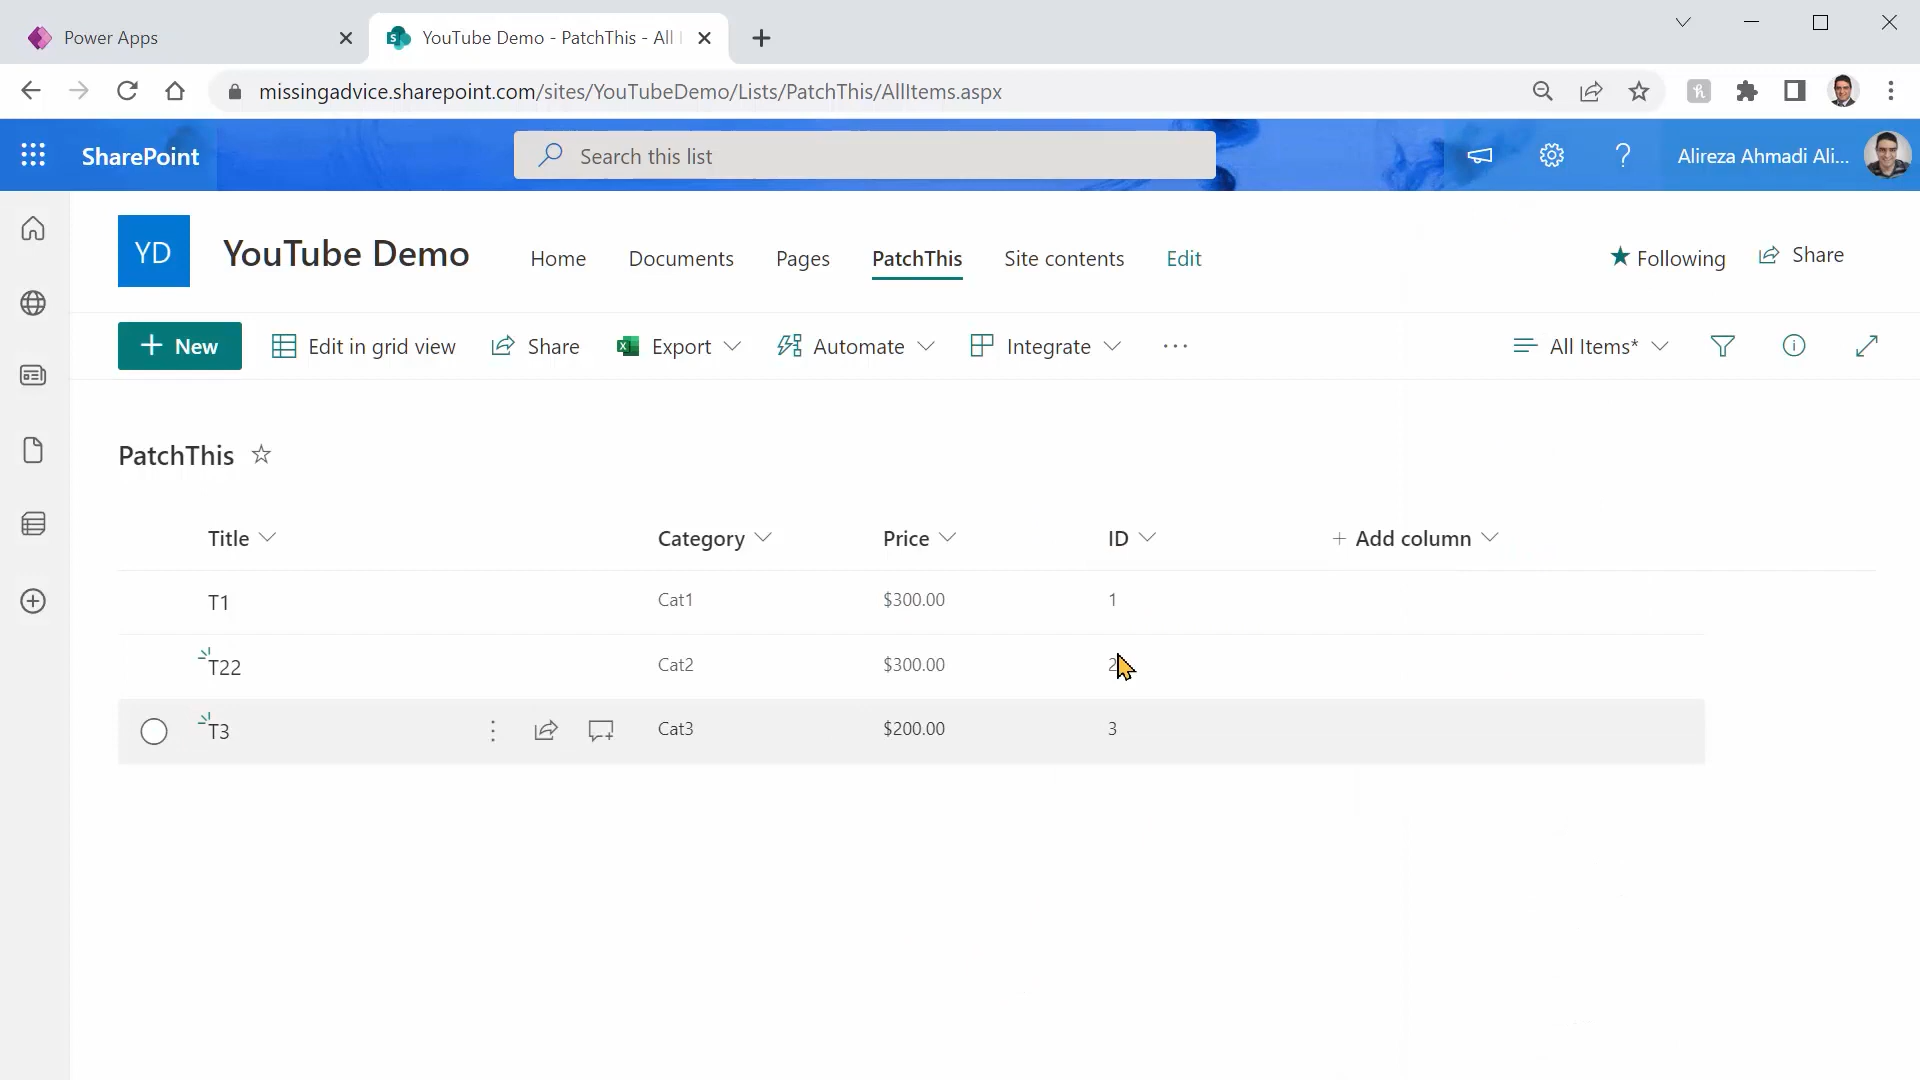 Power Apps
YouTube Demo - PatchThis - All
missingadvice.sharepoint.com/sites/YouTubeDemo/Lists/PatchThis/AllItems.aspx
SharePoint
Search this list
Alireza Ahmadi Ali...
YD
YouTube Demo
Home
Documents
Pages
PatchThis
Site contents
Edit
Following
Share
New
Edit in grid view
Share
Export
Automate
Integrate
All Items*
PatchThis
Title Category Price ID + Add column
T1 Cat1 $300.00 1
T22 Cat2 $300.00 2
T3 Cat3 $200.00 3